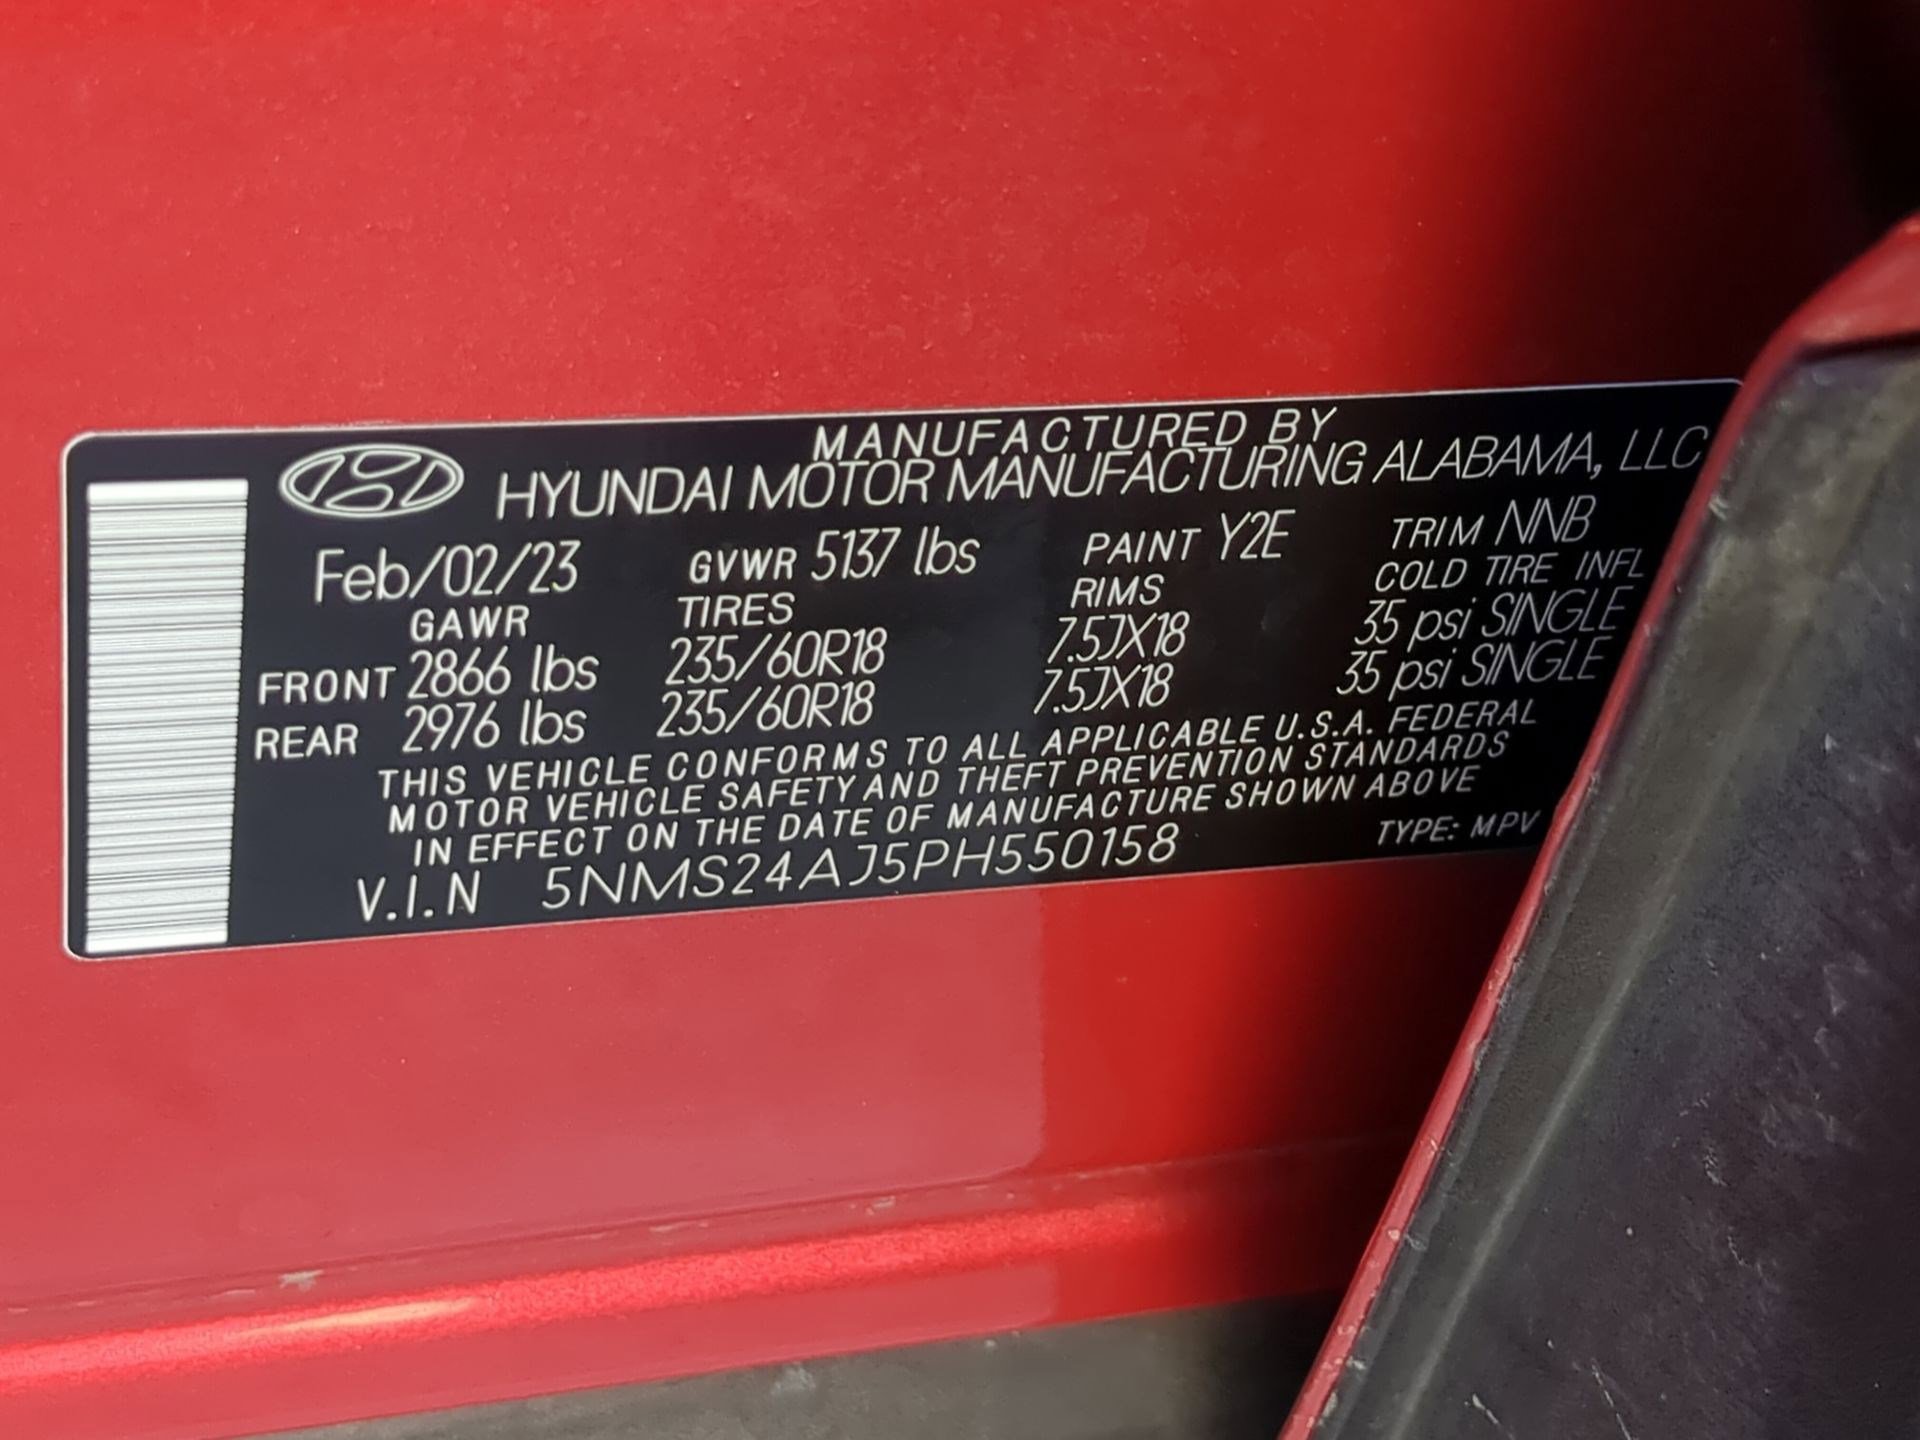 MANUFACTURED BY
HYUNDAI MOTOR MANUFACTURING ALABAMA, LLC
Feb/02/23 GVWR 5137 lbs PAINT Y2E TRIM NNB
GAWR TIRES RIMS COLD TIRE INFL
FRONT 2866 lbs 235/60R18 7.5JX18 35 psi SINGLE
REAR 2976 lbs 235/60R18 7.5JX18 35 psi SINGLE
THIS VEHICLE CONFORMS TO ALL APPLICABLE U.S.A. FEDERAL
MOTOR VEHICLE SAFETY AND THEFT PREVENTION STANDARDS
IN EFFECT ON THE DATE OF MANUFACTURE SHOWN ABOVE
V.I.N 5NMS24AJ5PH550158 TYPE: MPV